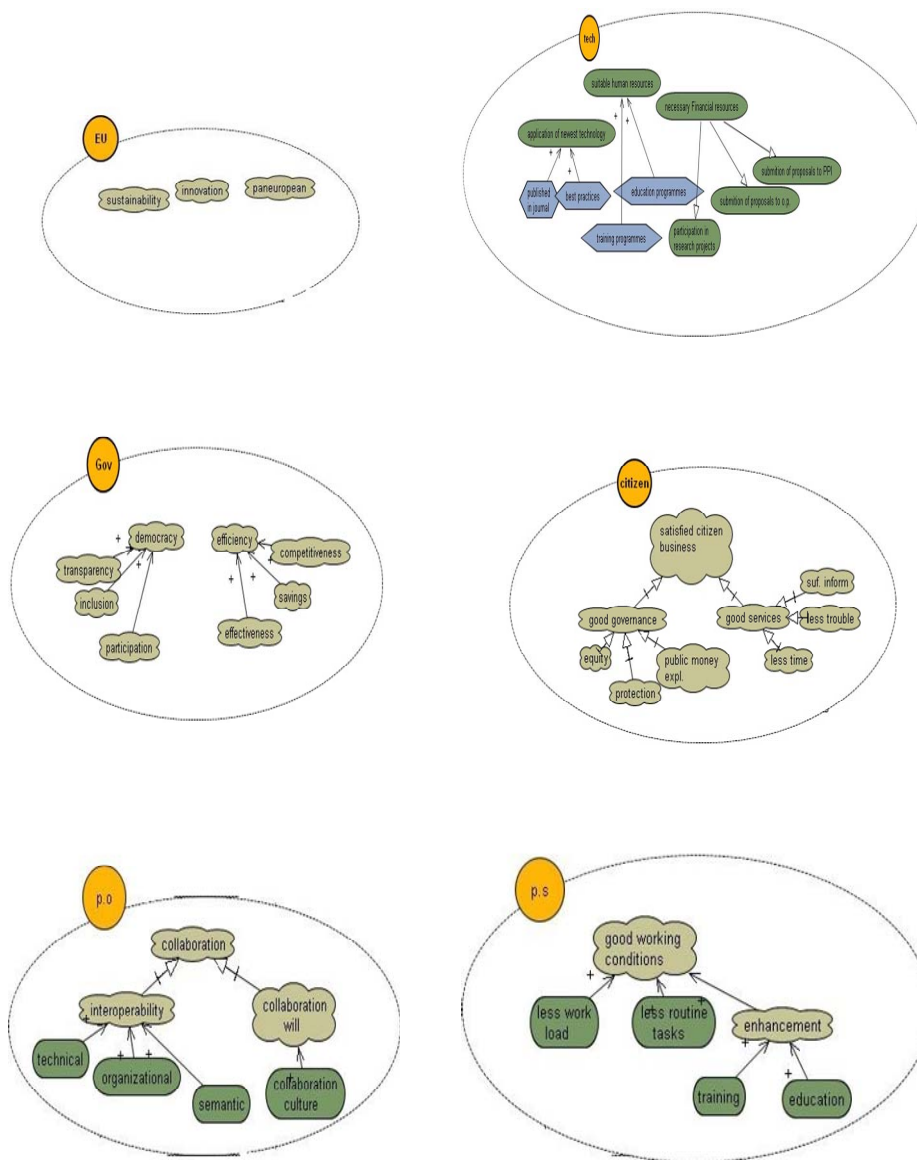 EU
sustainability
innovation
paneuropean
tech
suitable human resources
necessary Financial resources
application of newest technology
submition of proposals to PPI
published
in journal
best practices
education programmes
submition of proposals to o.p.
training programmes
participation in
research projects
+
+
+
+
Gov
democracy
efficiency
competitiveness
transparency
inclusion
savings
participation
effectiveness
+
+
+
+
+
citizen
satisfied citizen
business
suf. inform
good governance
good services
less trouble
equity
public money
expl.
less time
protection
p.o
collaboration
interoperability
collaboration
will
technical
organizational
semantic
collaboration
culture
+
+
+
+
p.s
good working
conditions
less work
load
less routine
tasks
enhancement
training
education
+
+
+
+
+